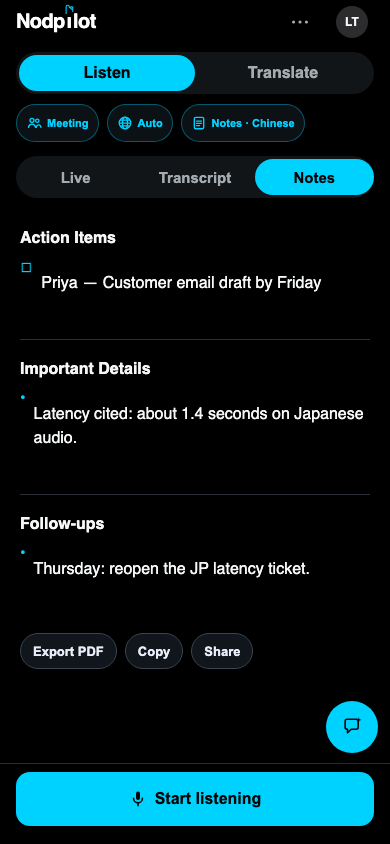 Nodpilot
LT
Listen
Translate
Meeting
Auto
Notes · Chinese
Live
Transcript
Notes
Action Items
Priya — Customer email draft by Friday
Important Details
Latency cited: about 1.4 seconds on Japanese
audio.
Follow-ups
Thursday: reopen the JP latency ticket.
Export PDF
Copy
Share
Start listening